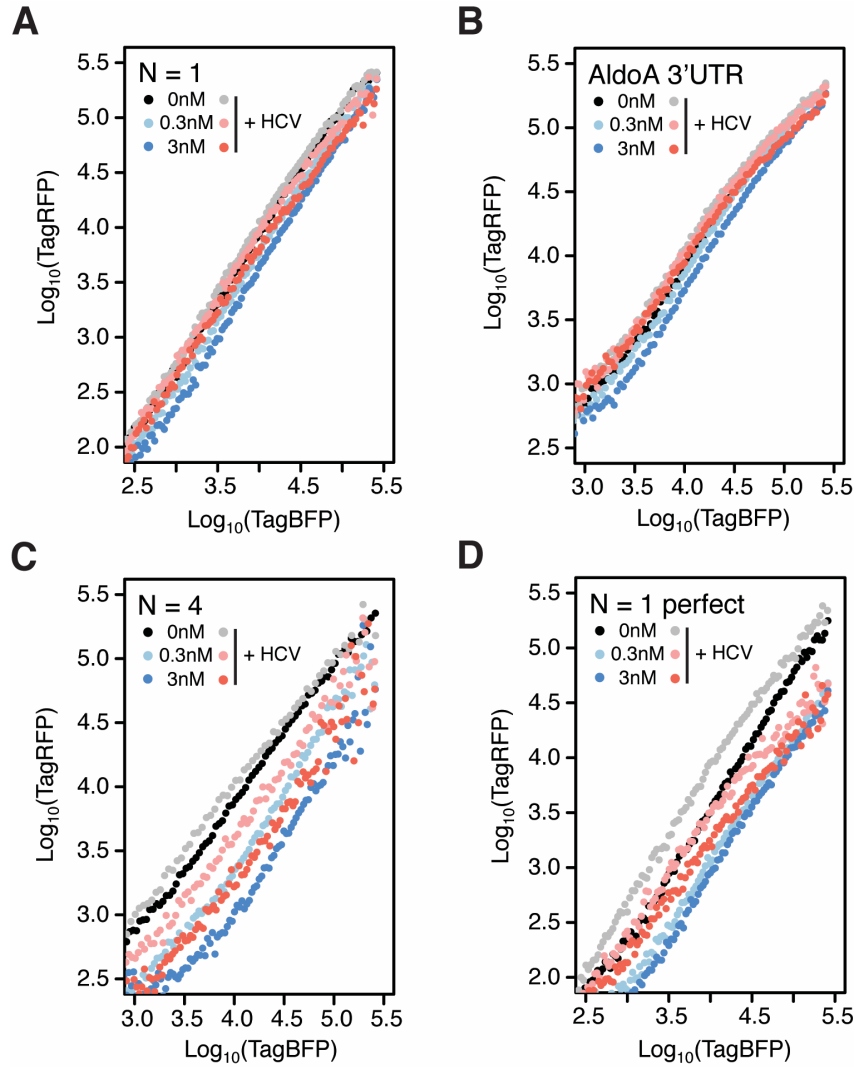 A
N = 1
0nM
0.3nM + HCV
3nM
Log10(TagRFP)
5.5
5.0
4.5
4.0
3.5
3.0
2.5
2.0
2.5 3.5 4.5 5.5
Log10(TagBFP)
B
AldoA 3'UTR
0nM
0.3nM + HCV
3nM
Log10(TagRFP)
5.5
5.0
4.5
4.0
3.5
3.0
2.5
3.0 3.5 4.0 4.5 5.0 5.5
Log10(TagBFP)
C
N = 4
0nM
0.3nM + HCV
3nM
Log10(TagRFP)
5.5
5.0
4.5
4.0
3.5
3.0
2.5
3.0 3.5 4.0 4.5 5.0 5.5
Log10(TagBFP)
D
N = 1 perfect
0nM
0.3nM + HCV
3nM
Log10(TagRFP)
5.5
5.0
4.5
4.0
3.5
3.0
2.5
2.0
2.5 3.5 4.5 5.5
Log10(TagBFP)